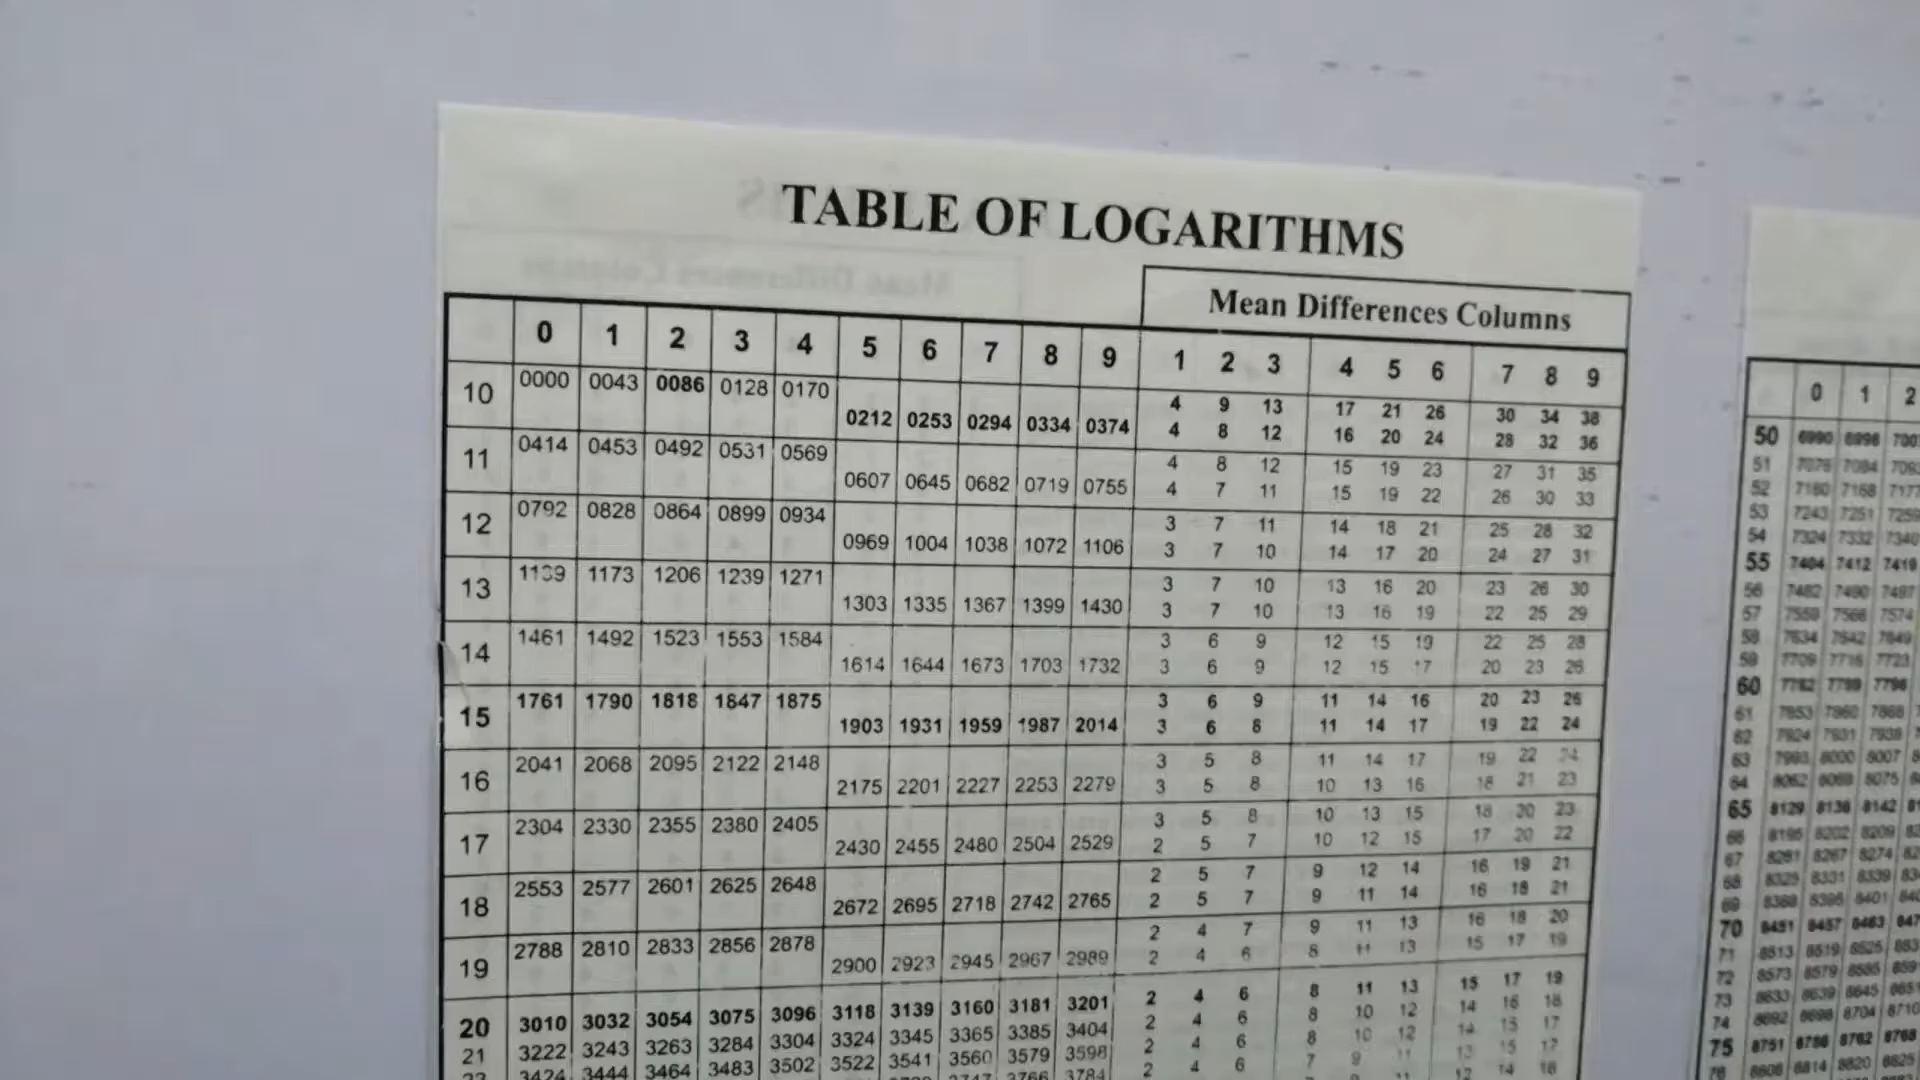 TABLE OF LOGARITHMS
Mean Differences Columns
0 1 2 3 4 5 6 7 8 9 1 2 3 4 5 6 7 8 9
10 0000 0043 0086 0128 0170 4 9 13 17 21 26 30 34 38
0212 0253 0294 0334 0374 4 8 12 16 20 24 28 32 36
11 0414 0453 0492 0531 0569 4 8 12 15 19 23 27 31 35
0607 0645 0682 0719 0755 4 7 11 15 19 22 26 30 33
12 0792 0828 0864 0899 0934 3 7 11 14 18 21 25 28 32
0969 1004 1038 1072 1106 3 7 10 14 17 20 24 27 31
13 1139 1173 1206 1239 1271 3 7 10 13 16 20 23 26 30
1303 1335 1367 1399 1430 3 7 10 13 16 19 22 25 29
14 1461 1492 1523 1553 1584 3 6 9 12 15 19 22 25 28
1614 1644 1673 1703 1732 3 6 9 12 15 17 20 23 26
15 1761 1790 1818 1847 1875 3 6 9 11 14 16 20 23 26
1903 1931 1959 1987 2014 3 6 8 11 14 17 19 22 24
16 2041 2068 2095 2122 2148 3 5 8 11 14 17 19 22 24
2175 2201 2227 2253 2279 3 5 8 10 13 16 18 21 23
17 2304 2330 2355 2380 2405 3 5 8 10 13 15 18 20 23
2430 2455 2480 2504 2529 2 5 7 10 12 15 17 20 22
18 2553 2577 2601 2625 2648 2 5 7 9 12 14 16 19 21
2672 2695 2718 2742 2765 2 5 7 9 11 14 16 18 21
19 2788 2810 2833 2856 2878 2 4 7 9 11 13 16 18 20
2900 2923 2945 2967 2989 2 4 6 8 11 13 15 17 19
20 3010 3032 3054 3075 3096 3118 3139 3160 3181 3201 2 4 6 8 11 13 15 17 19
21 3222 3243 3263 3284 3304 3324 3345 3365 3385 3404 2 4 6 8 10 12 14 16 18
3424 3444 3464 3483 3502 3522 3541 3560 3579 3598 2 4 6 8 10 12 14 15 17
3766 3784 2 4 6 7 9 11
0 1 2
50 6990 6998
51 7076 7084
52 7160 7168
53 7243 7251 7259
54 7324 7332 7340
55 7404 7412 7419
56 7482 7490 7497
57 7559 7566 7574
58 7634 7642 7649
59 7709 7716 7723
60 7782 7789 7796
61 7853 7860 7868
62 7924 7931 7938
63 7993 8000 8007
64 8062 8069 8075
65 8129 8136 8142
66 8195 8202 8209
67 8261 8267 8274
68 8325 8331 8338
69 8388 8395 8401
70 8451 8457 8463
71 8513 8519 8525
72 8573 8579 8585
73 8633 8639 8645
74 8692 8698 8704
75 8751 8756 8762
76 8808 8814 8820